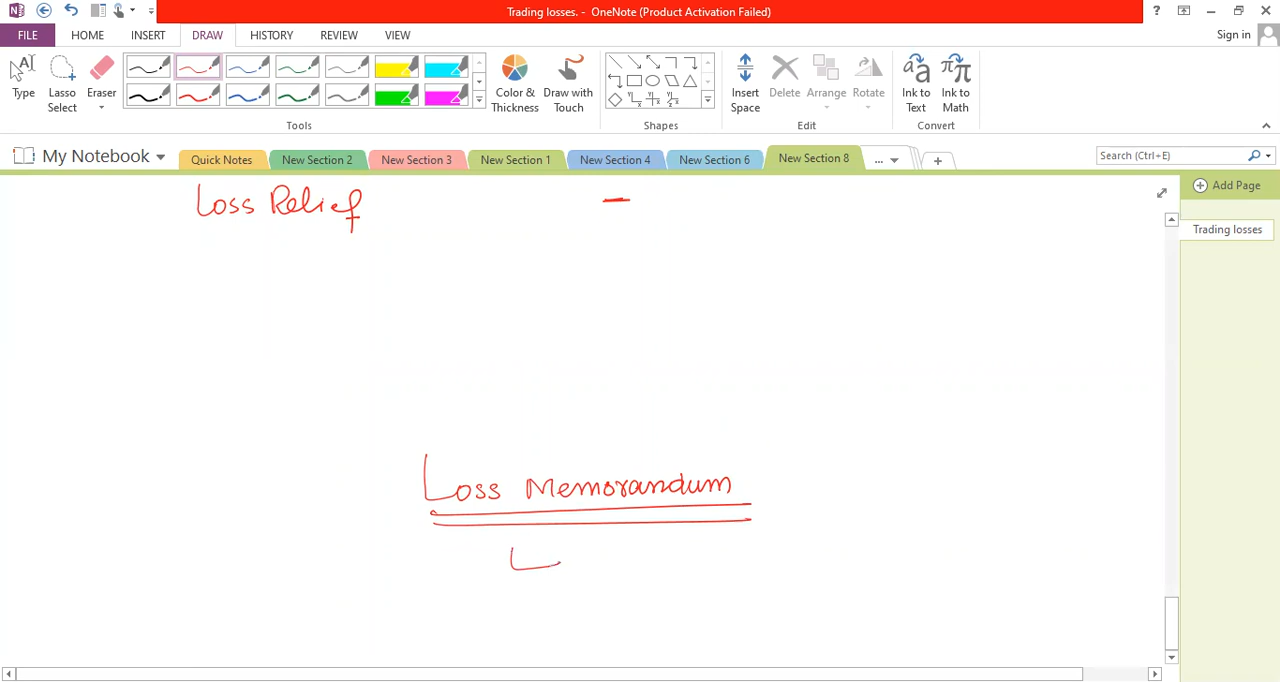 Trading losses. - OneNote (Product Activation Failed)
?
FILE HOME INSERT DRAW HISTORY REVIEW VIEW
Sign in
Type
Lasso Select
Eraser
Color & Thickness
Draw with Touch
Insert Space
Delete
Arrange
Rotate
Ink to Text
Ink to Math
Tools
Shapes
Edit
Convert
My Notebook
Quick Notes New Section 2 New Section 3 New Section 1 New Section 4 New Section 6 New Section 8 ... +
Search (Ctrl+E)
Add Page
Trading losses
Loss Relief -
Loss Memorandum
L